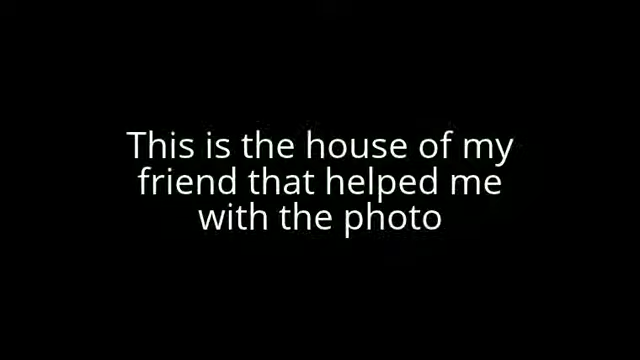 This is the house of my
friend that helped me
with the photo